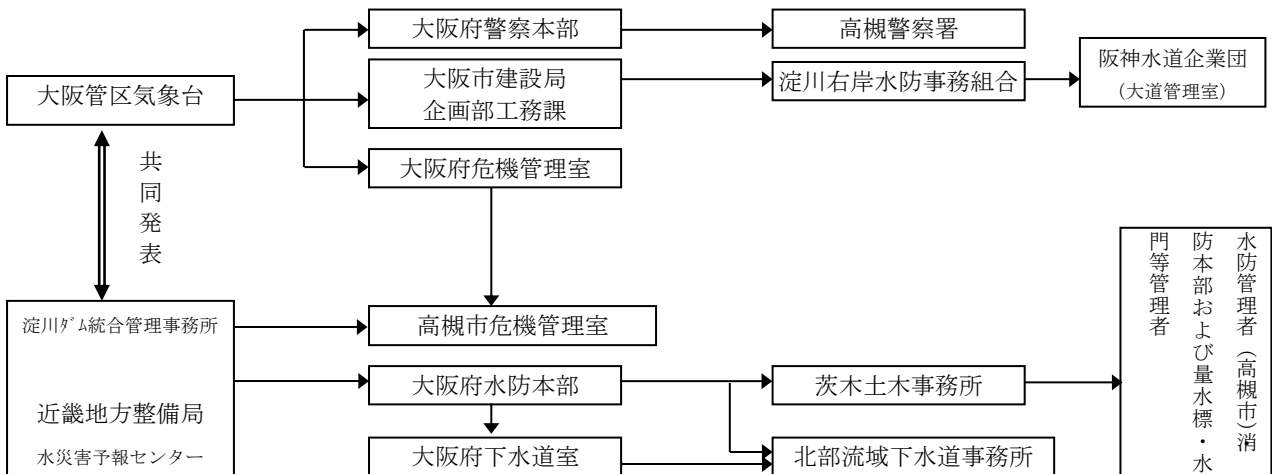 大阪府警察本部
高槻警察署
大阪管区気象台
大阪市建設局
企画部工務課
淀川右岸水防事務組合
阪神水道企業団
(大道管理室)
共同発表
大阪府危機管理室
淀川ﾀﾞﾑ統合管理事務所
近畿地方整備局
水災害予報センター
高槻市危機管理室
大阪府水防本部
茨木土木事務所
大阪府下水道室
北部流域下水道事務所
水防管理者(高槻市)消
防本部および量水標・水
門等管理者